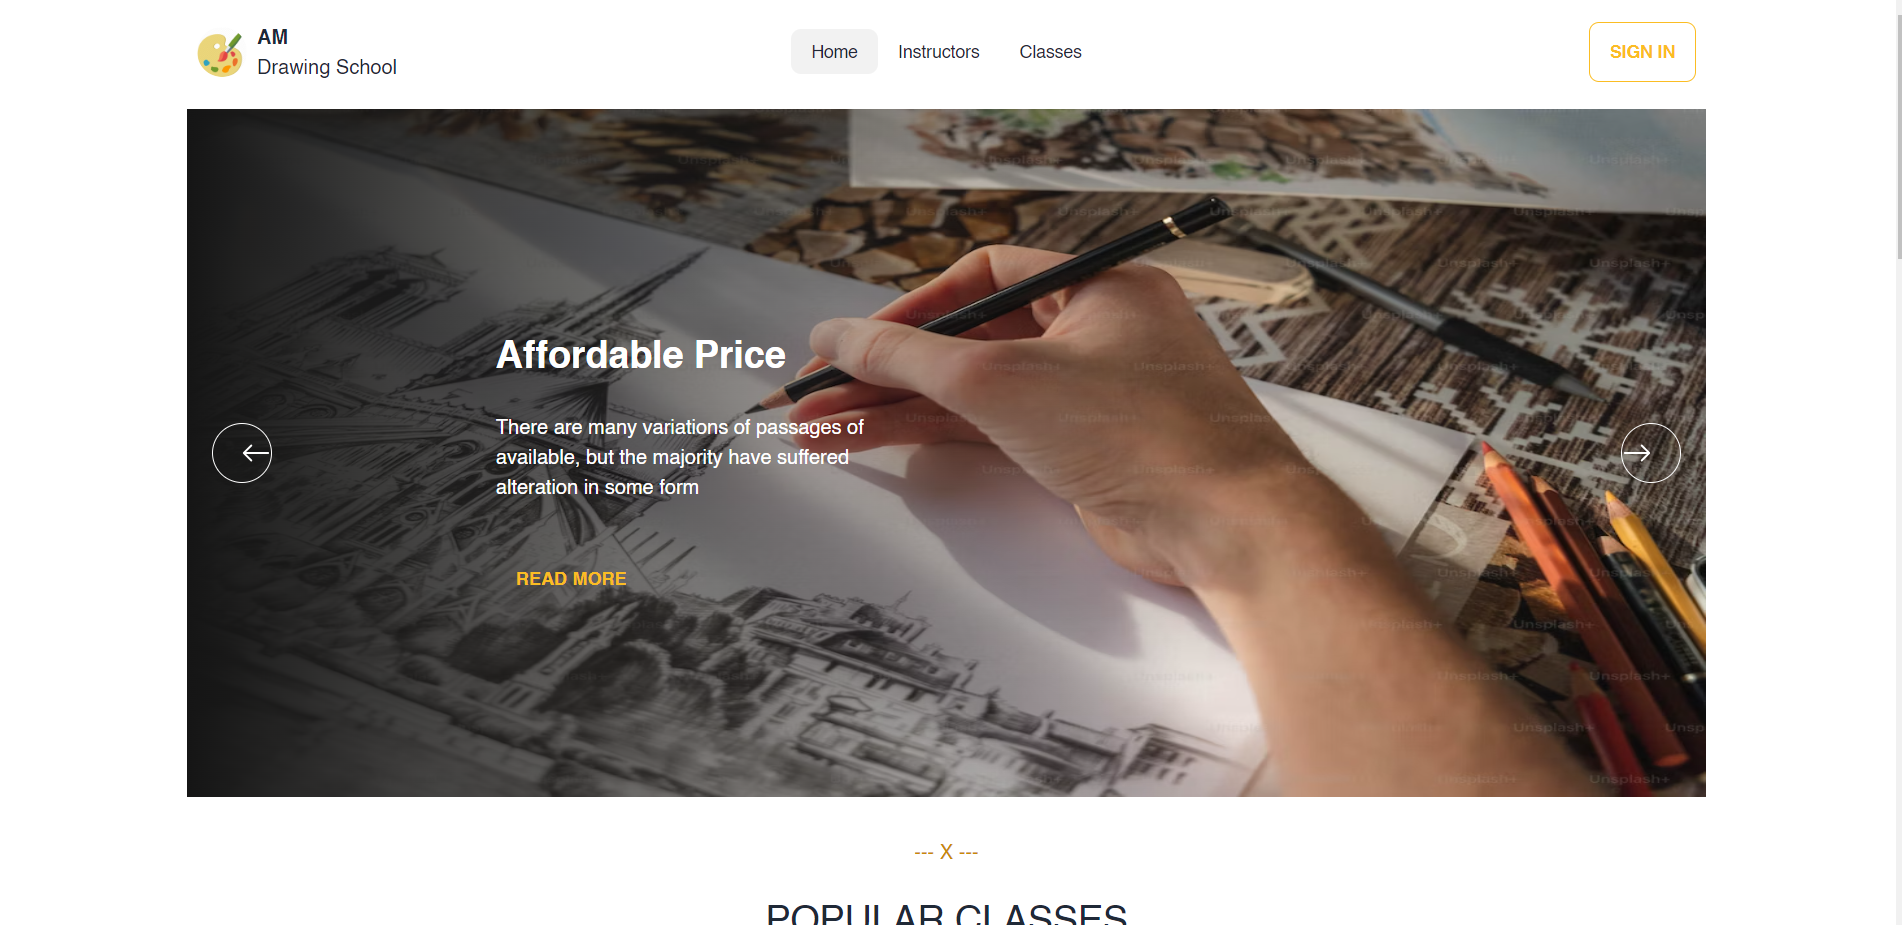 AM
Drawing School
Home
Instructors
Classes
SIGN IN
Affordable Price
There are many variations of passages of
available, but the majority have suffered
alteration in some form
READ MORE
--- X ---
POPULAR CLASSES
Unsplash+